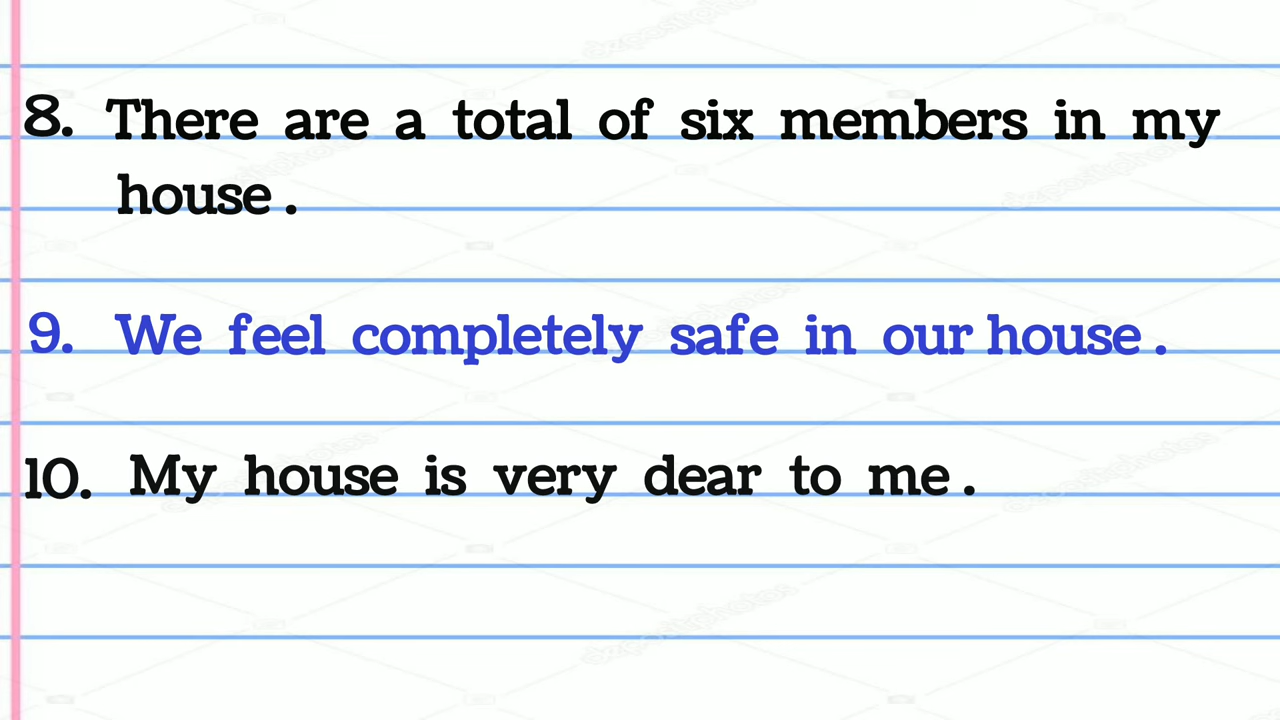 8. There are a total of six members in my
house .
9. We feel completely safe in our house .
10. My house is very dear to me .